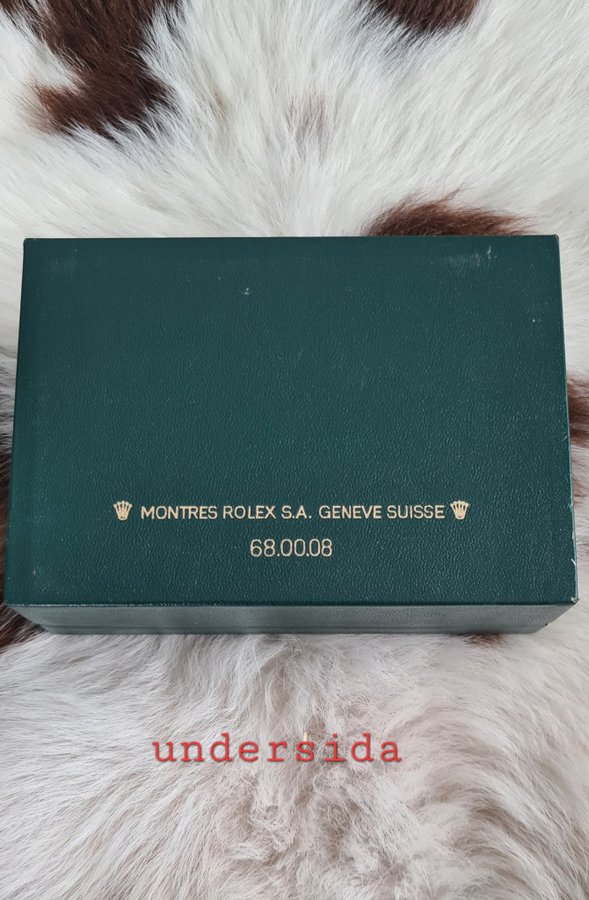 MONTRES ROLEX S.A. GENEVE SUISSE
68.00.08
undersida